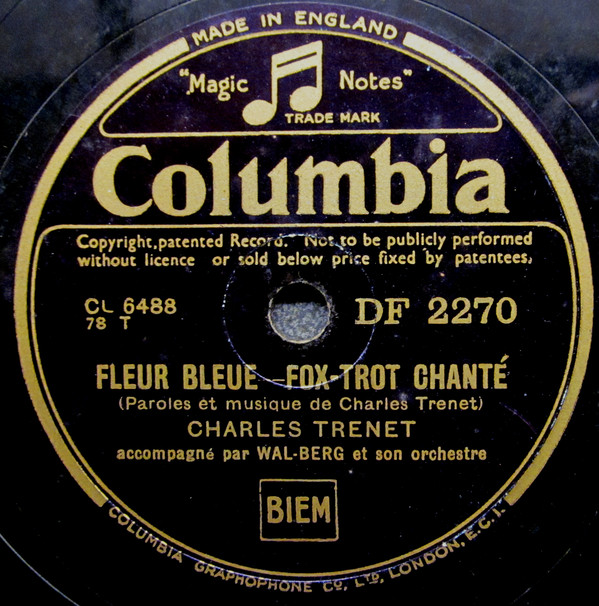 MADE IN ENGLAND
"Magic Notes"
TRADE MARK
Columbia
Copyright, patented Record. Not to be publicly performed
without licence or sold below price fixed by patentees.
CL 6488
78 T
DF 2270
FLEUR BLEUE—FOX-TROT CHANTÉ
(Paroles et musique de Charles Trenet)
CHARLES TRENET
accompagné par WAL-BERG et son orchestre
BIEM
COLUMBIA GRAPHOPHONE Co, LTD, LONDON, E.C.1.